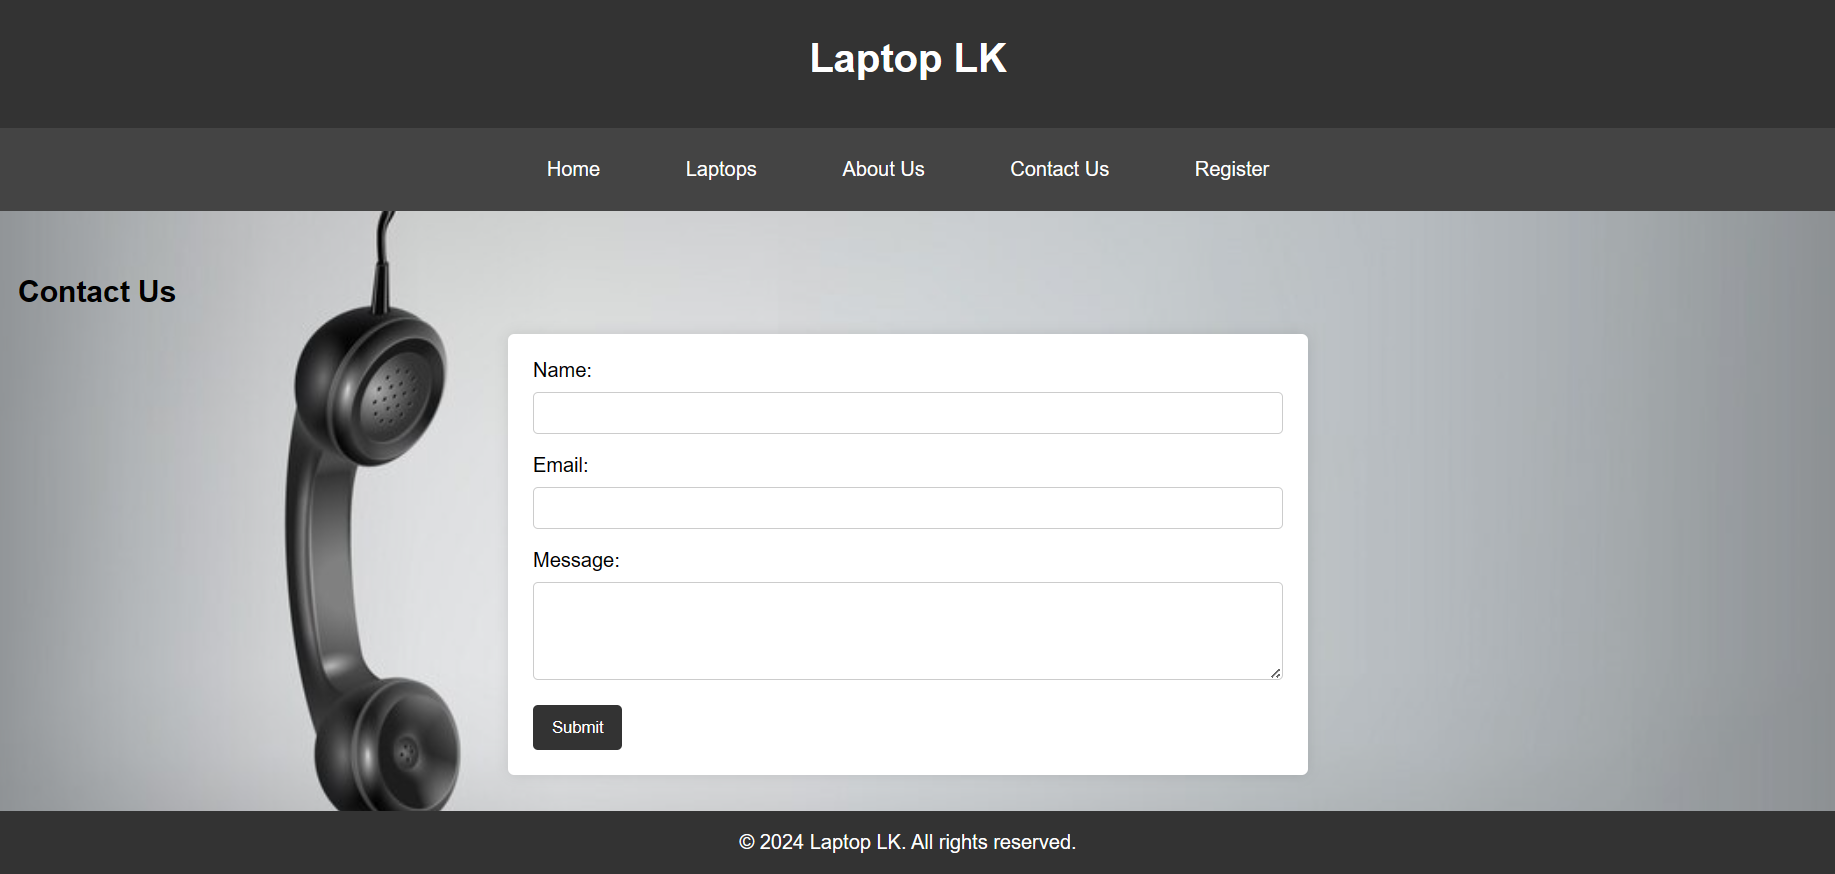 Laptop LK
Home Laptops About Us Contact Us Register
Contact Us
Name:
Email:
Message:
Submit
© 2024 Laptop LK. All rights reserved.